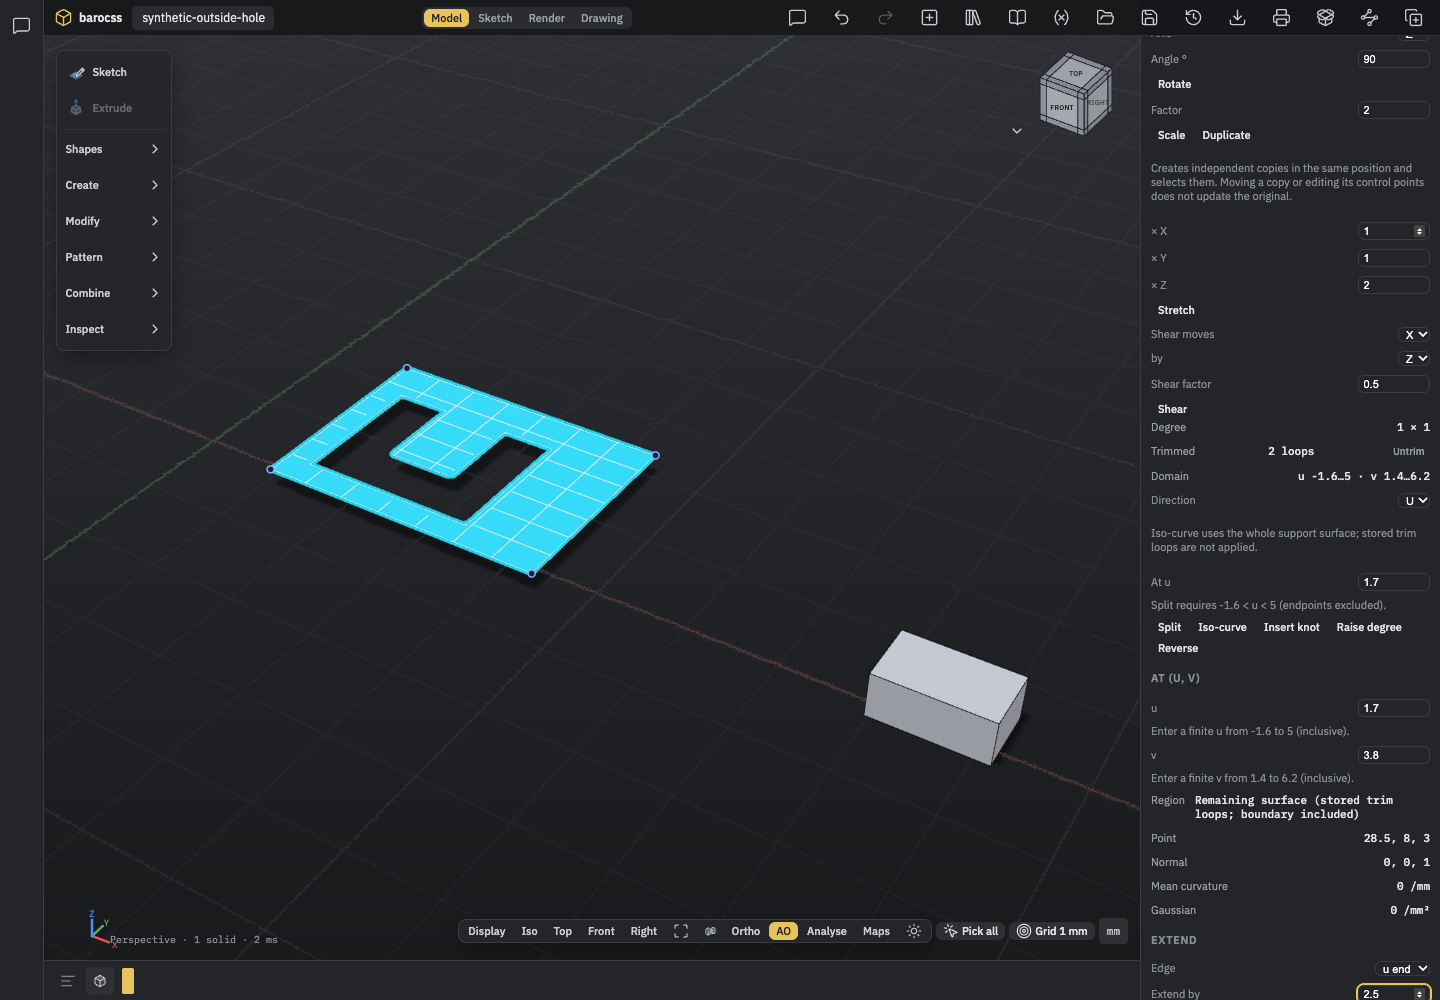 barocss
synthetic-outside-hole
Model Sketch Render Drawing
Sketch
Extrude
Shapes
Create
Modify
Pattern
Combine
Inspect
TOP
FRONT
RIGHT
Angle ° 90
Rotate
Factor 2
Scale Duplicate
Creates independent copies in the same position and
selects them. Moving a copy or editing its control points
does not update the original.
× X 1
× Y 1
× Z 2
Stretch
Shear moves X
by Z
Shear factor 0.5
Shear
Degree 1 × 1
Trimmed 2 loops Untrim
Domain u -1.6…5 · v 1.4…6.2
Direction U
Iso-curve uses the whole support surface; stored trim
loops are not applied.
At u 1.7
Split requires -1.6 < u < 5 (endpoints excluded).
Split Iso-curve Insert knot Raise degree
Reverse
AT (U, V)
u 1.7
Enter a finite u from -1.6 to 5 (inclusive).
v 3.8
Enter a finite v from 1.4 to 6.2 (inclusive).
Region Remaining surface (stored trim
loops; boundary included)
Point 28.5, 8, 3
Normal 0, 0, 1
Mean curvature 0 /mm
Gaussian 0 /mm²
EXTEND
Edge u end
Extend by 2.5
Z
Y
X
Perspective · 1 solid · 2 ms
Display Iso Top Front Right Ortho AO Analyse Maps
Pick all
Grid 1 mm
mm